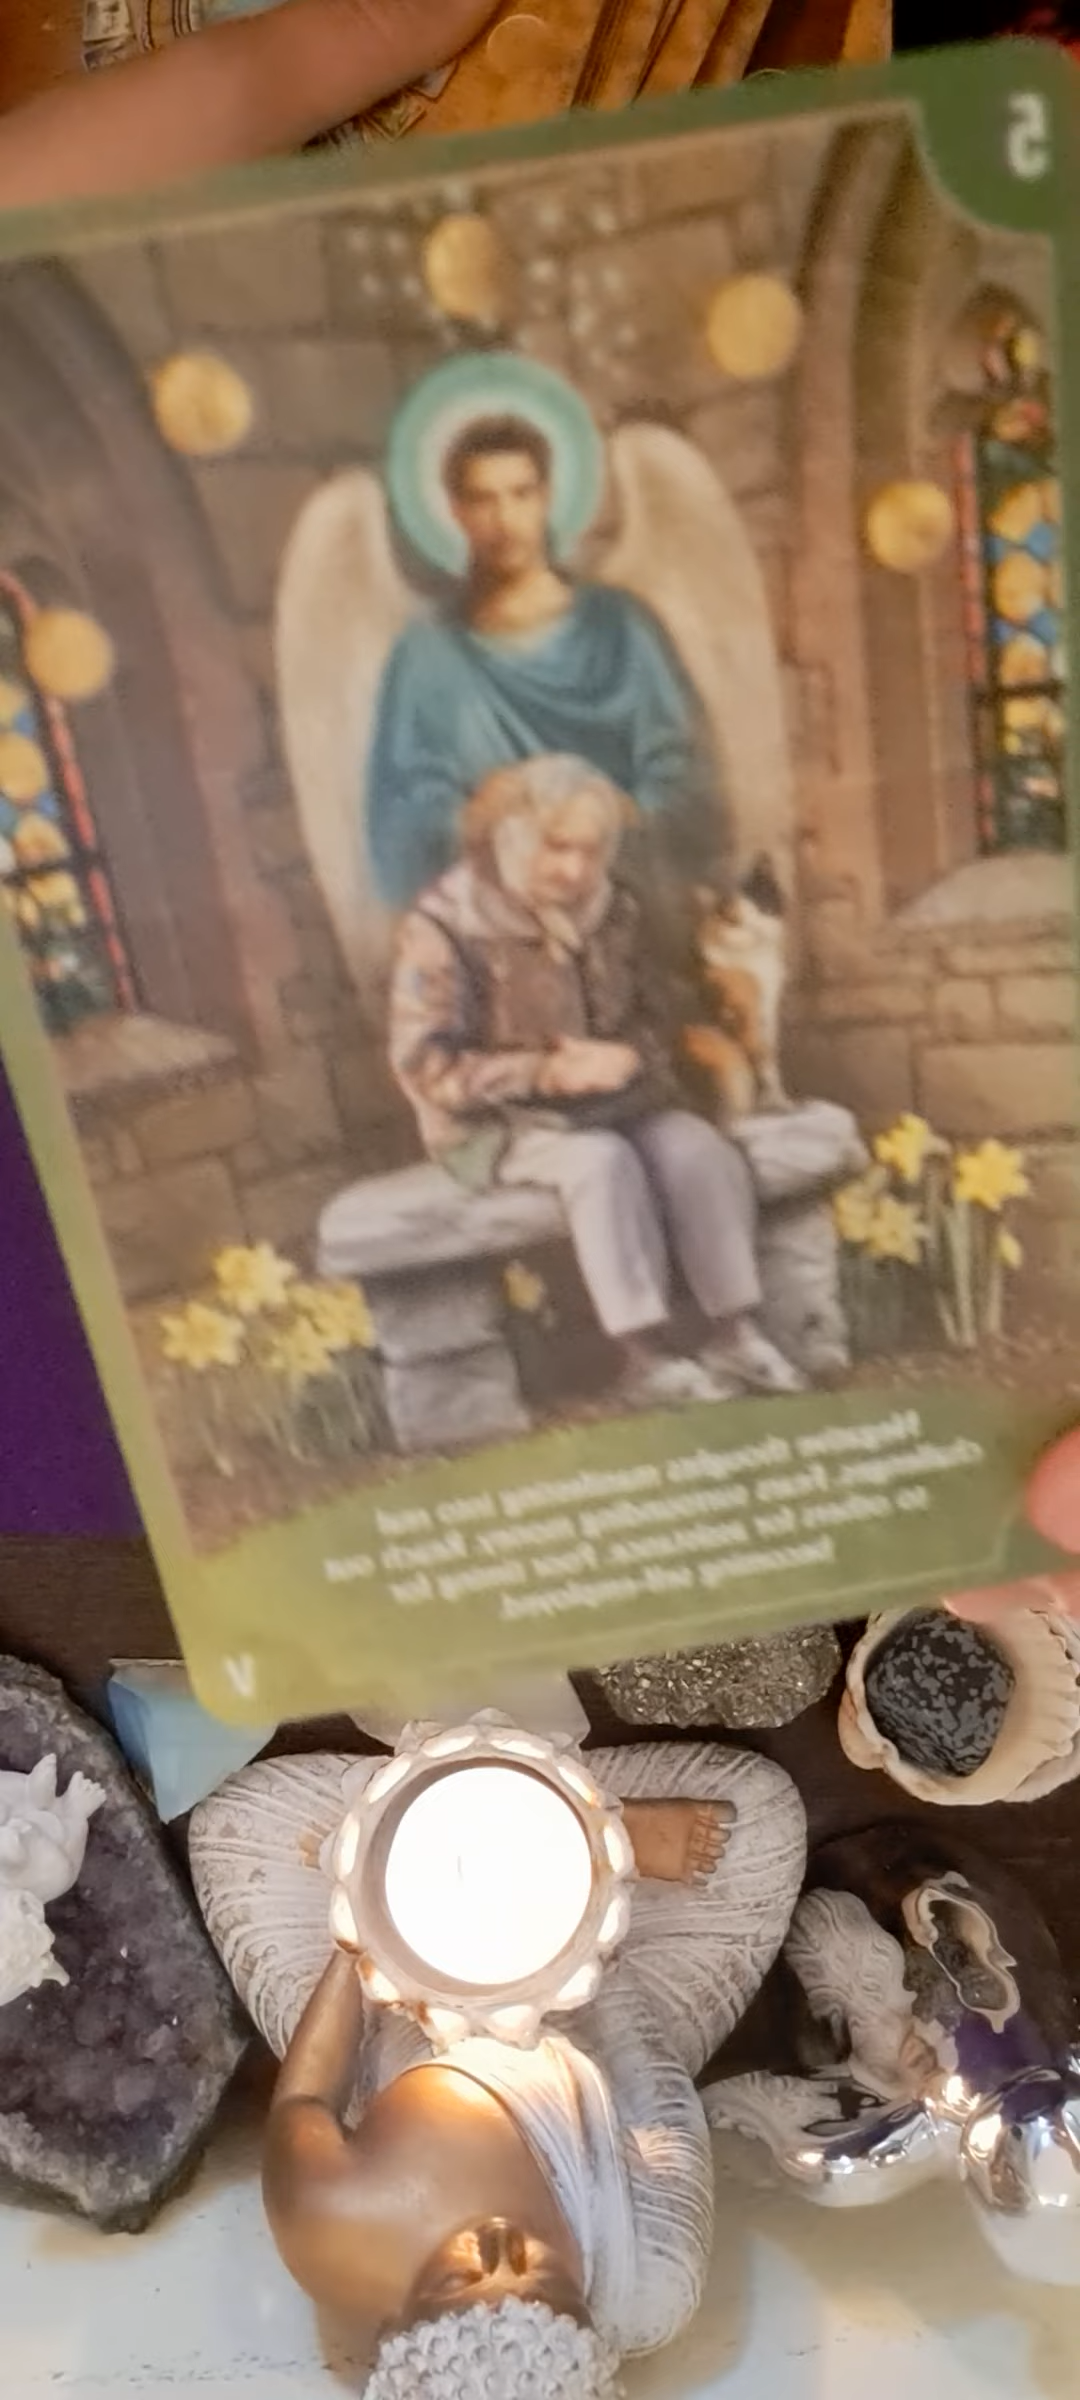 5
Negative thoughts manifesting into real
challenges. Fears surrounding money. Reach out
to others for assistance. Poor timing for
becoming self-employed.
V